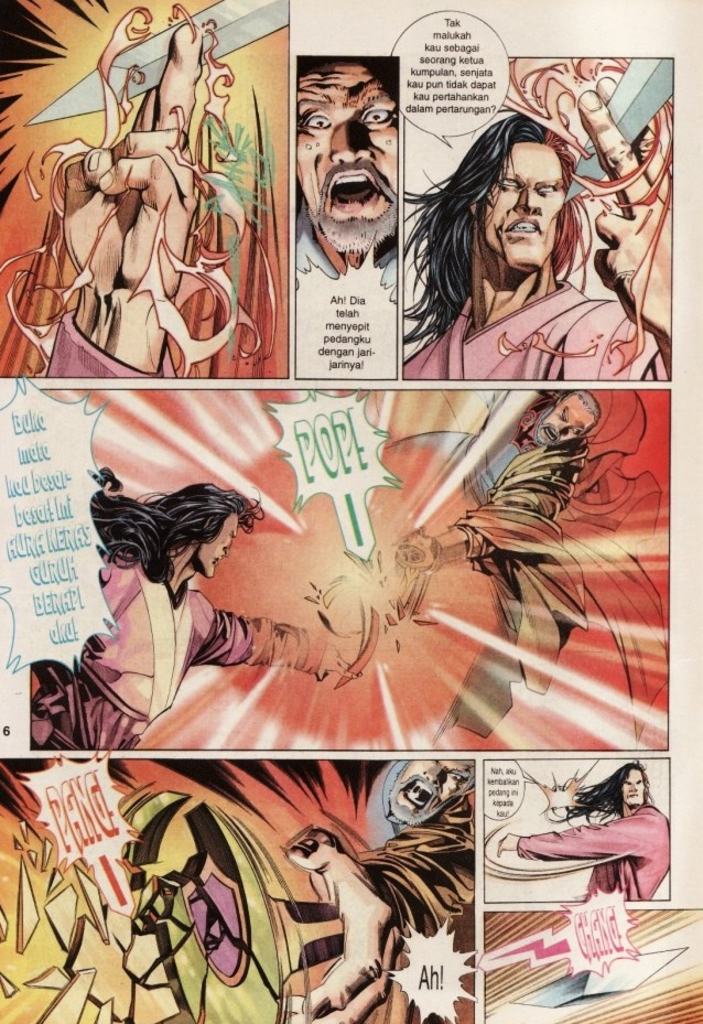 Tak
malukah
kau sebagai
seorang ketua
kumpulan, senjata
kau pun tidak dapat
kau pertahankan
dalam pertarungan?
Ah! Dia
telah
menyepit
pedangku
dengan jari-
jarinya!
Buka
mata
kau besar-
besar! Ini
AURA KERAS
GURUH
BERAPI
aku!
POP!
6
PANG!
Nah, aku
kembalikan
pedang ini
kepada
kau!
Ah!
CHANG!